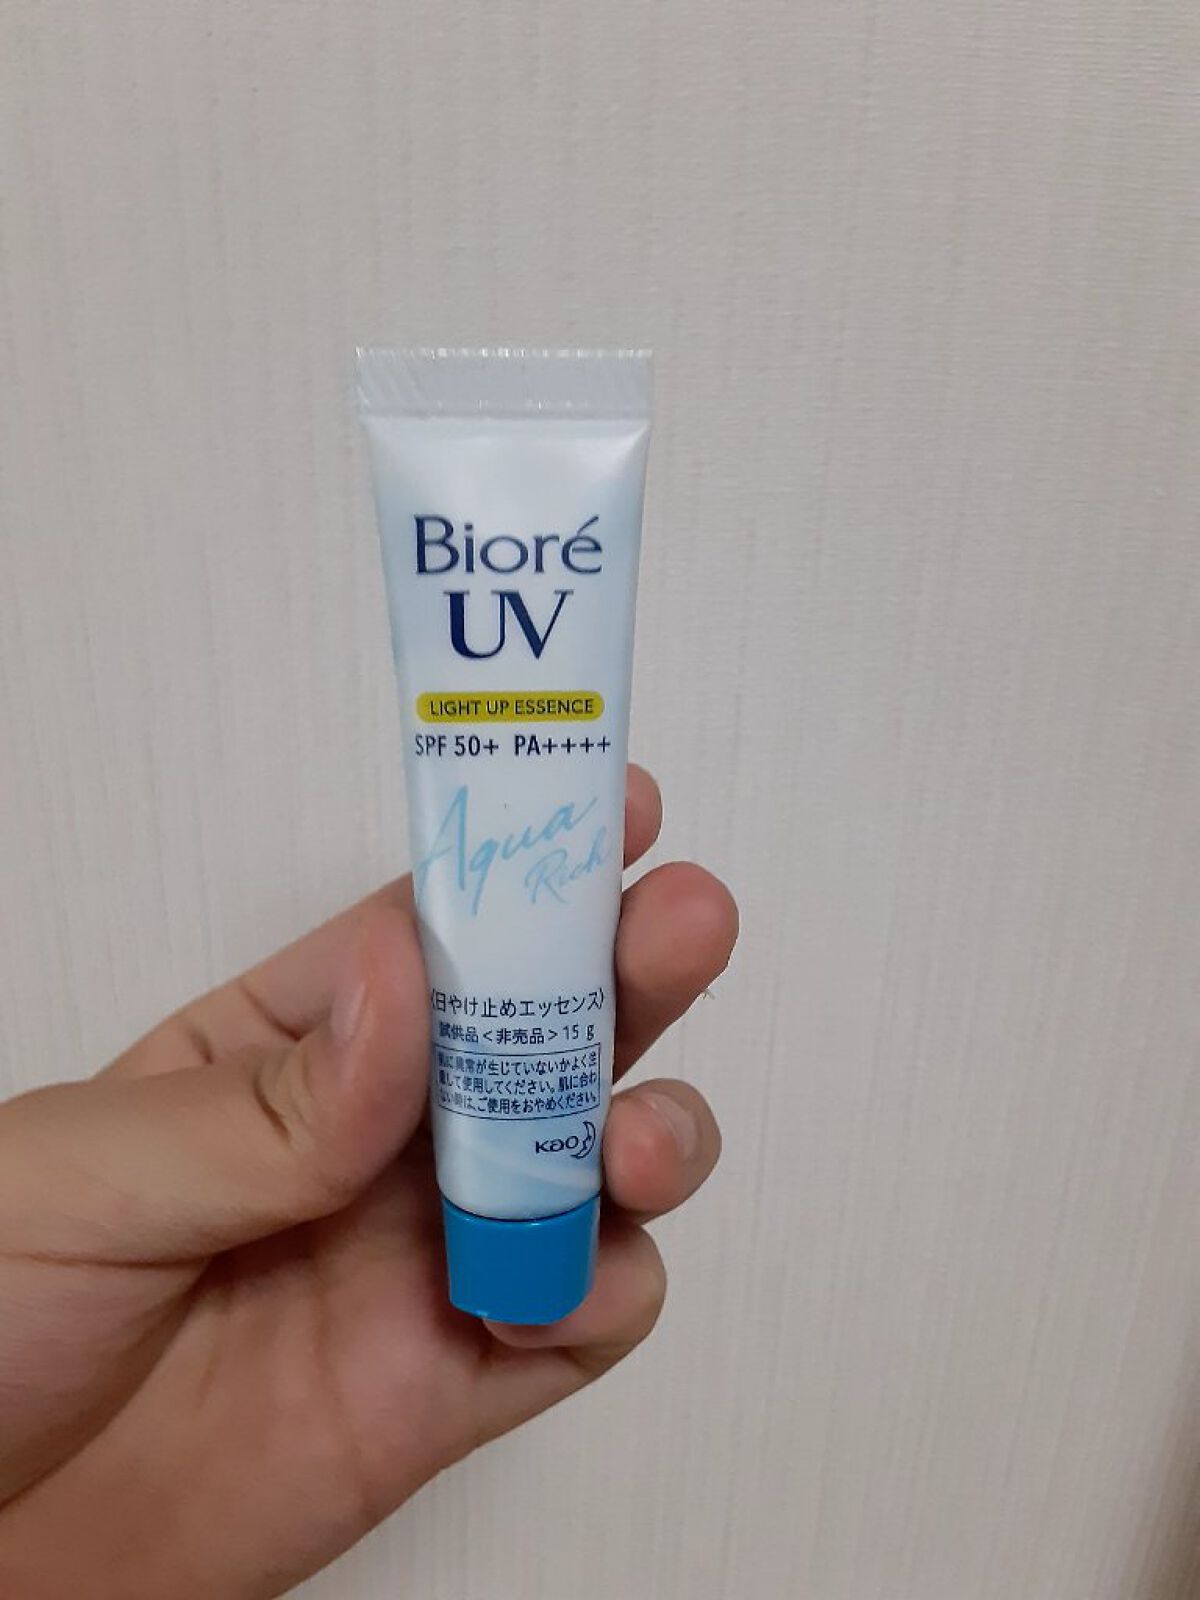 Bioré
UV
LIGHT UP ESSENCE
SPF 50+ PA++++
Aqua
Rich
〈日やけ止めエッセンス〉
試供品<非売品>15 g
肌に異常が生じていないかよく注
意して使用してください。肌に合わ
ない時は、ご使用をおやめください。
kao